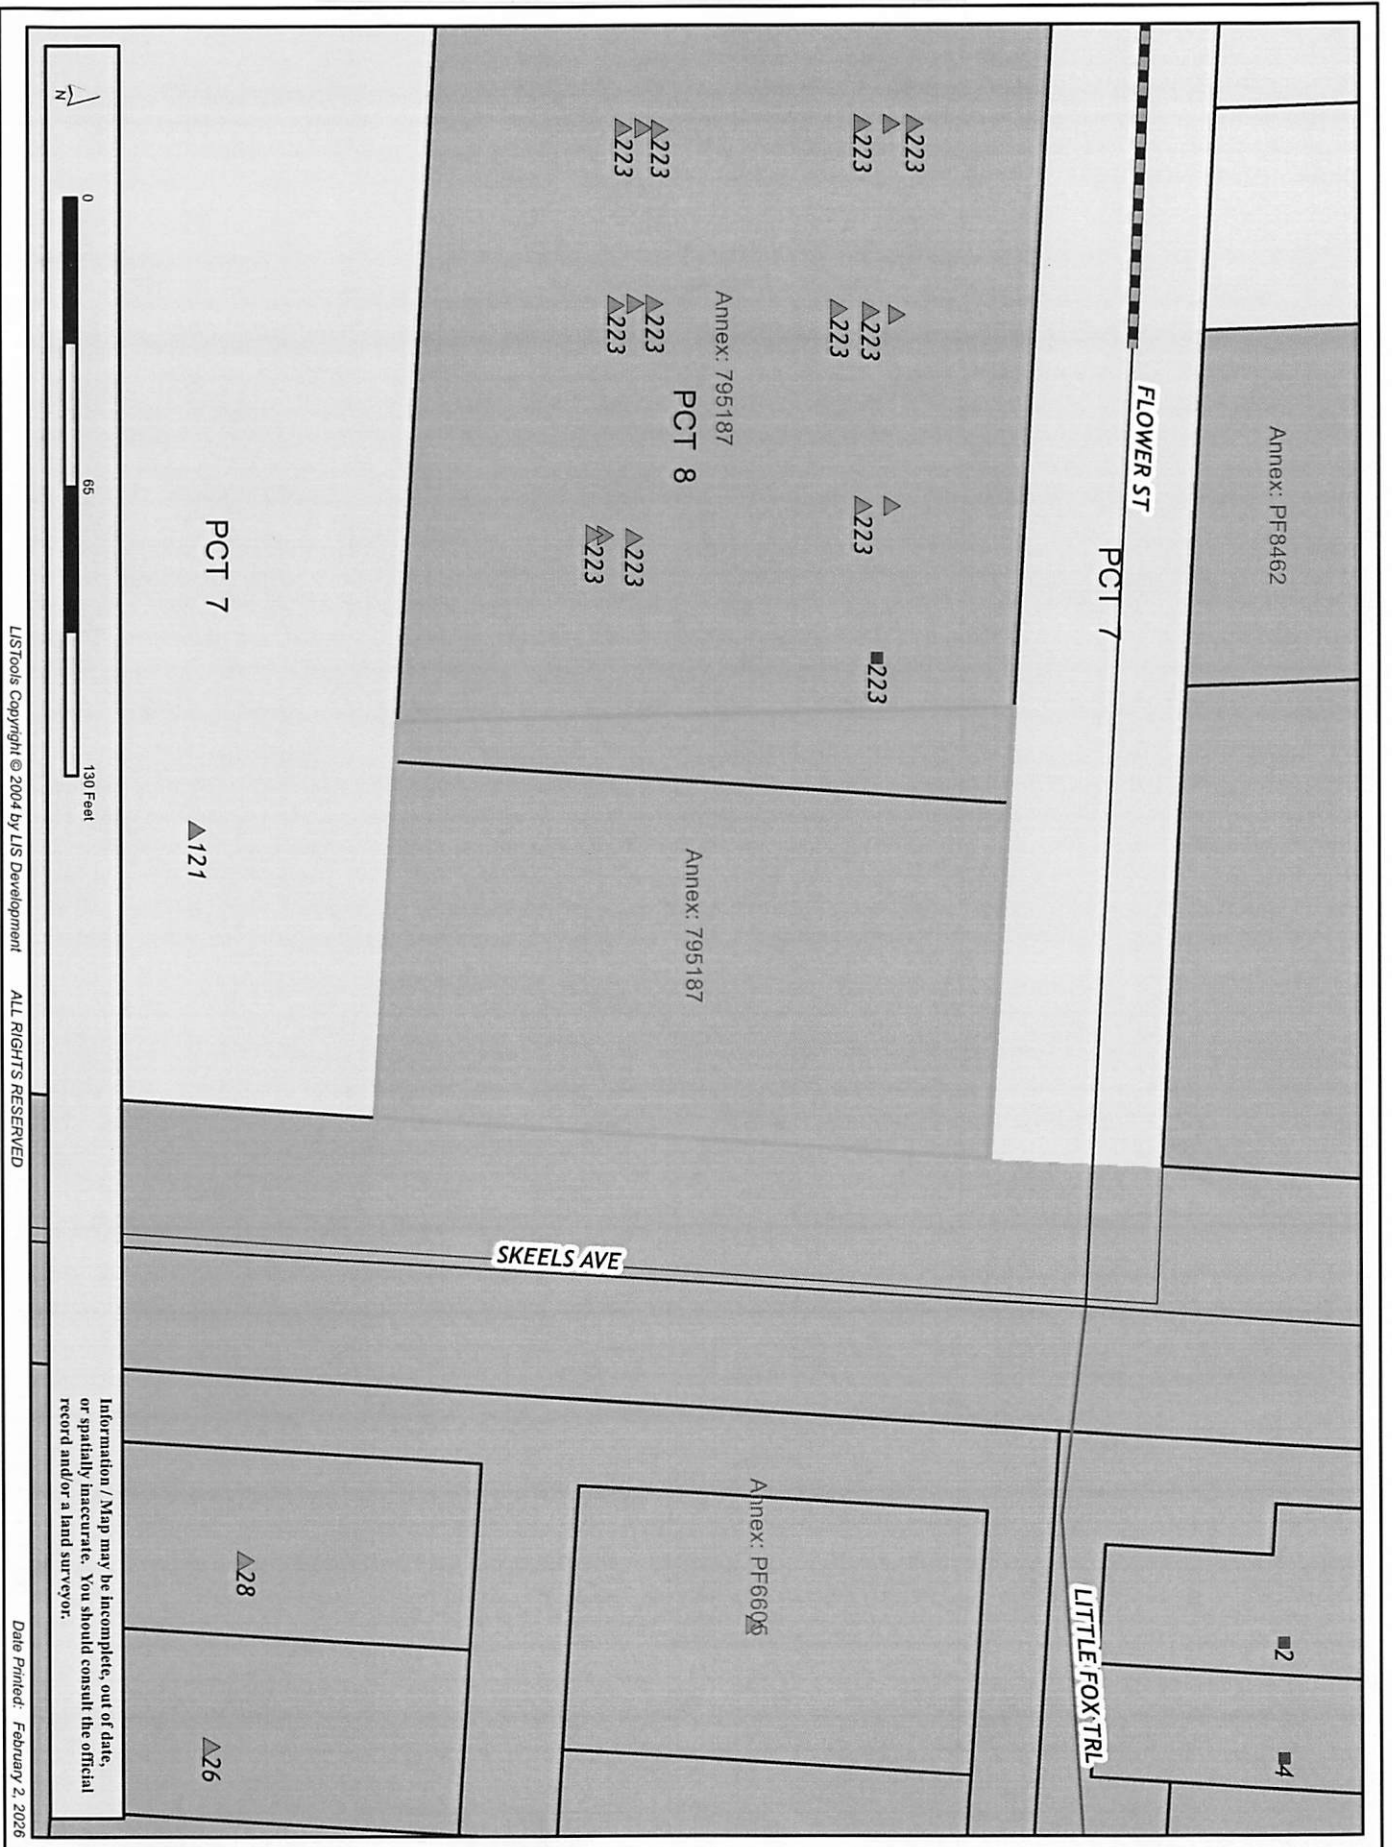 Annex: PF8462
FLOWER ST
PCT 7
223
223
223
223
223
223
223
Annex: 795187
PCT 8
223
223
223
223
223
223
Annex: 795187
SKEELS AVE
LITTLE FOX TRL
2
4
Annex: PF6606
PCT 7
121
28
26
N
0
65
130 Feet
Information / Map may be incomplete, out of date,
or spatially inaccurate. You should consult the official
record and/or a land surveyor.
LISTools Copyright © 2004 by LIS Development ALL RIGHTS RESERVED
Date Printed: February 2, 2026